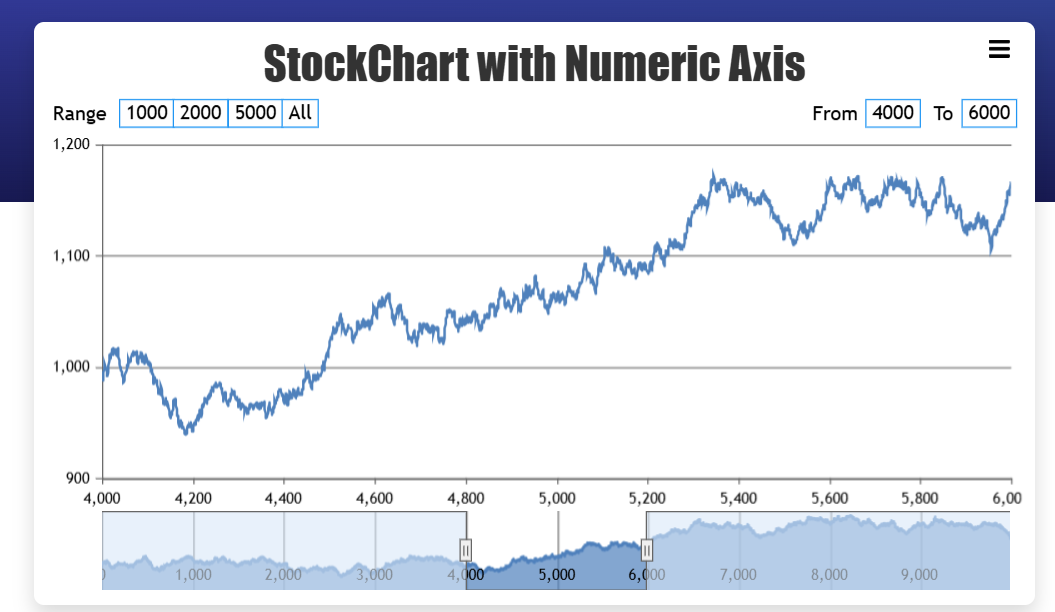 StockChart with Numeric Axis
Range 1000 2000 5000 All From 4000 To 6000
1,200
1,100
1,000
900
4,000 4,200 4,400 4,600 4,800 5,000 5,200 5,400 5,600 5,800 6,00
1,000 2,000 3,000 4,000 5,000 6,000 7,000 8,000 9,000